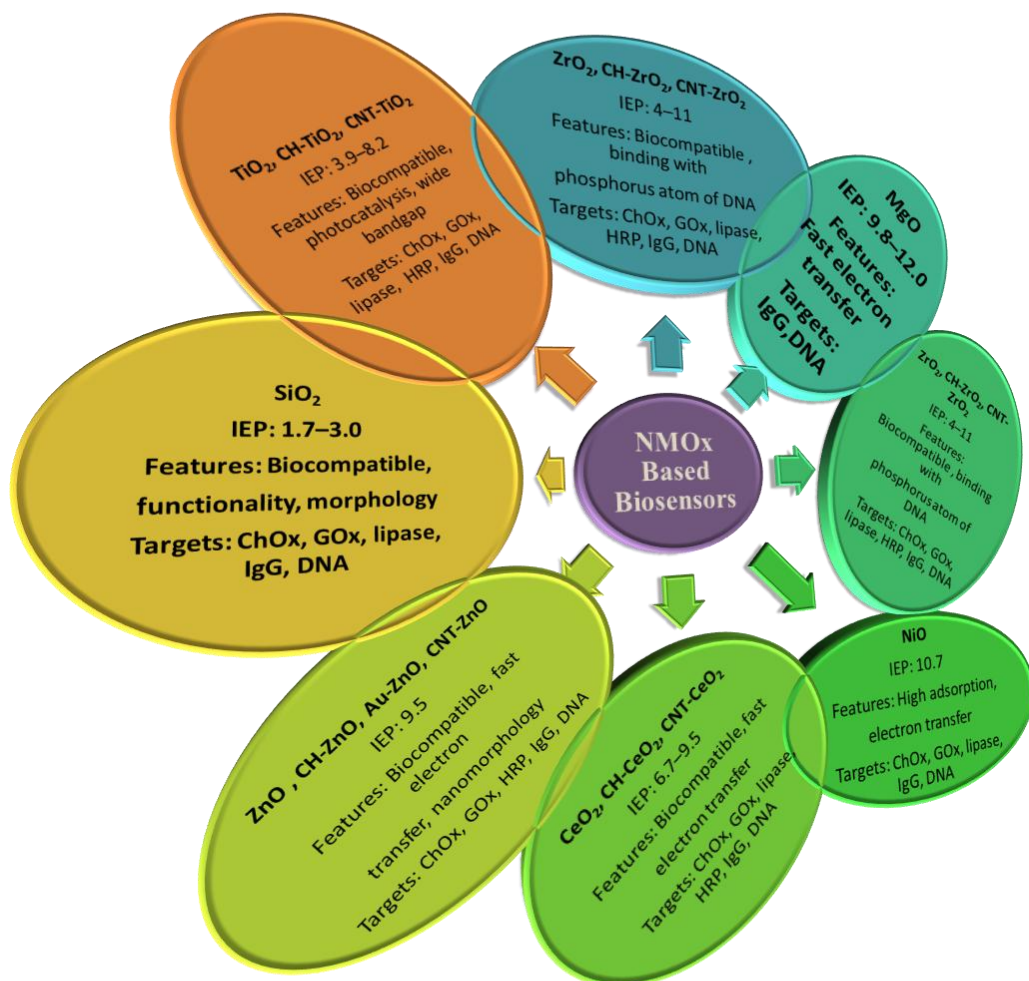 NMOx
Based
Biosensors
ZrO₂, CH-ZrO₂, CNT-ZrO₂
IEP: 4–11
Features: Biocompatible ,
binding with
phosphorus atom of DNA
Targets: ChOx, GOx, lipase,
HRP, IgG, DNA
MgO
IEP: 9.8–12.0
Features:
Fast electron
transfer
Targets:
IgG,DNA
ZrO₂, CH-ZrO₂, CNT-
ZrO₂
IEP: 4–11
Features:
Biocompatible , binding
with
phosphorus atom of
DNA
Targets: ChOx, GOx,
lipase, HRP, IgG, DNA
NiO
IEP: 10.7
Features: High adsorption,
electron transfer
Targets: ChOx, GOx, lipase,
IgG, DNA
CeO₂, CH-CeO₂, CNT-CeO₂
IEP: 6.7–9.5
Features: Biocompatible, fast
electron transfer
Targets: ChOx, GOx, lipase,
HRP, IgG, DNA
ZnO , CH-ZnO, Au-ZnO, CNT-ZnO
IEP: 9.5
Features: Biocompatible, fast
electron
transfer, nanomorphology
Targets: ChOx, GOx, HRP, IgG, DNA
SiO₂
IEP: 1.7–3.0
Features: Biocompatible,
functionality, morphology
Targets: ChOx, GOx, lipase,
IgG, DNA
TiO₂, CH-TiO₂, CNT-TiO₂
IEP: 3.9–8.2
Features: Biocompatible,
photocatalysis, wide
bandgap
Targets: ChOx, GOx,
lipase, HRP, IgG, DNA